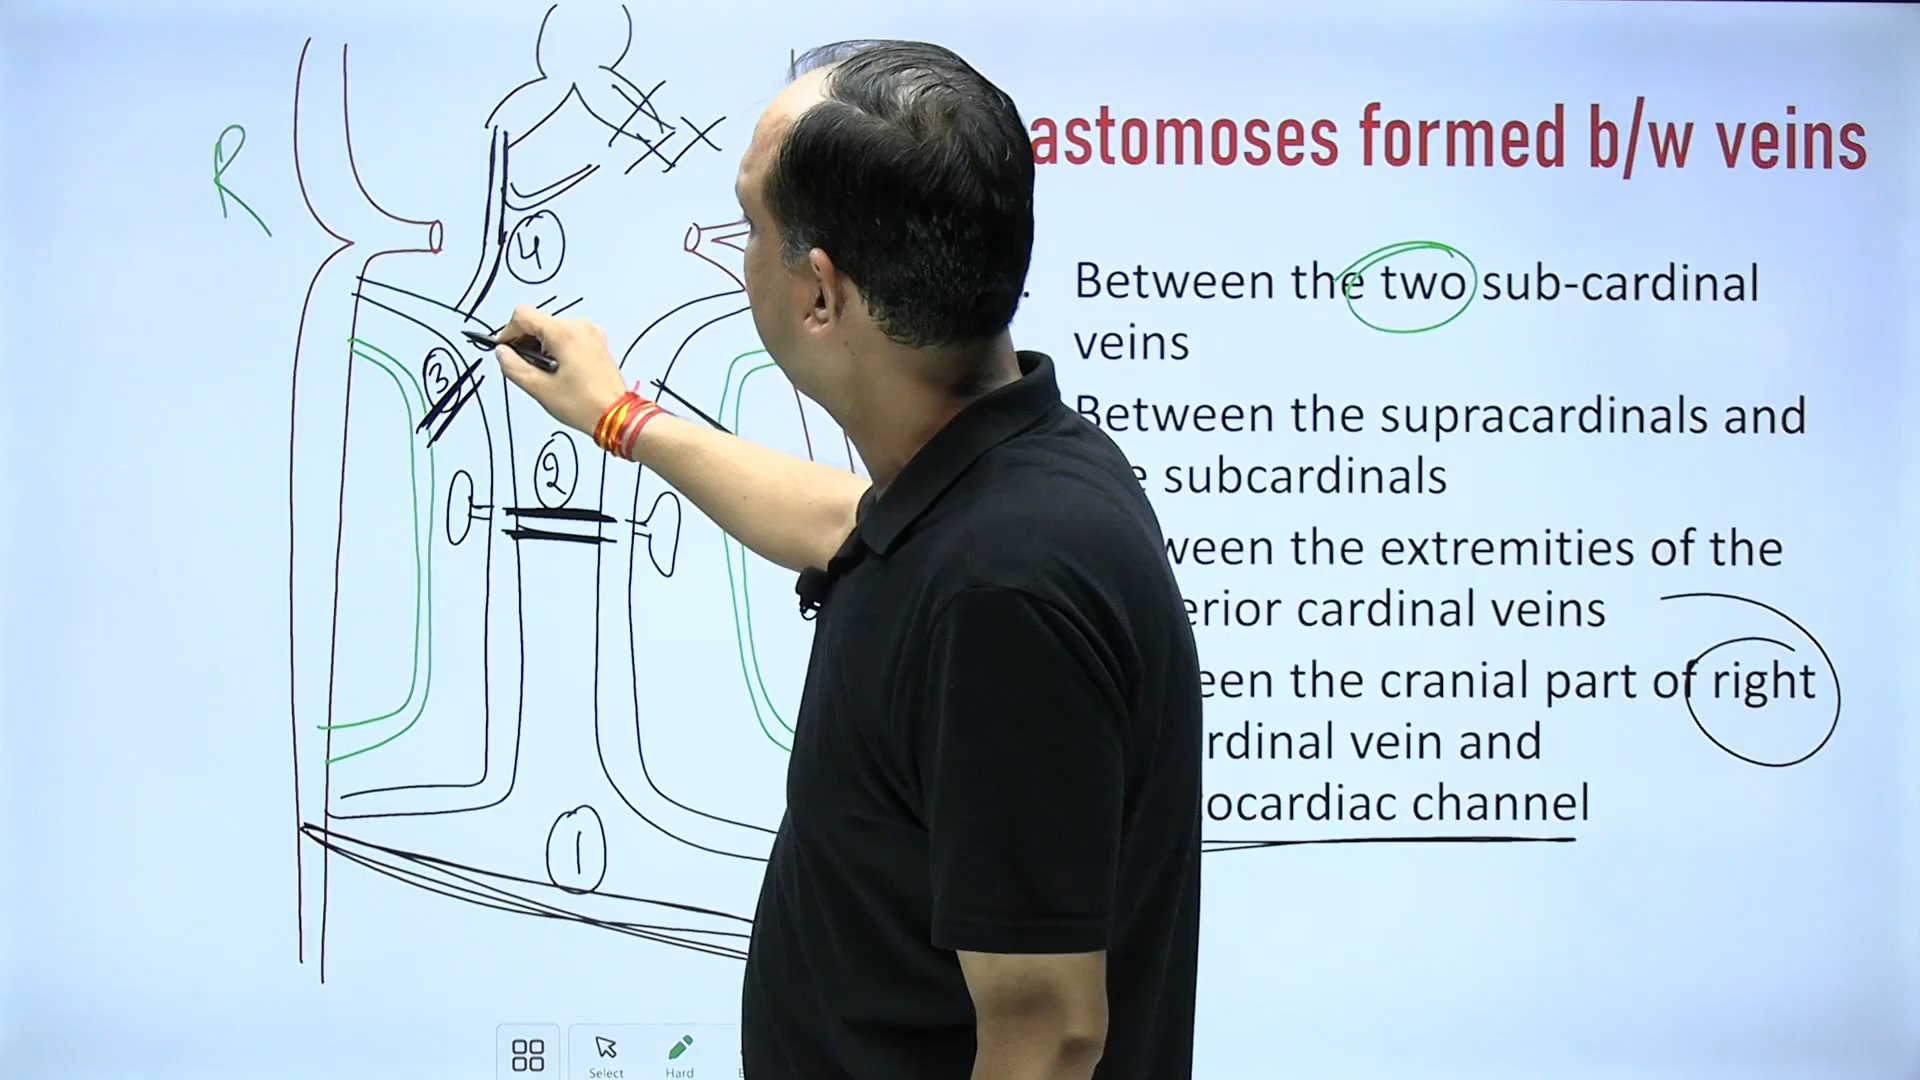 R
4
3
2
1
astomoses formed b/w veins
Between the two sub-cardinal
veins
Between the supracardinals and
subcardinals
ween the extremities of the
erior cardinal veins
een the cranial part of right
rdinal vein and
ocardiac channel
Select
Hard